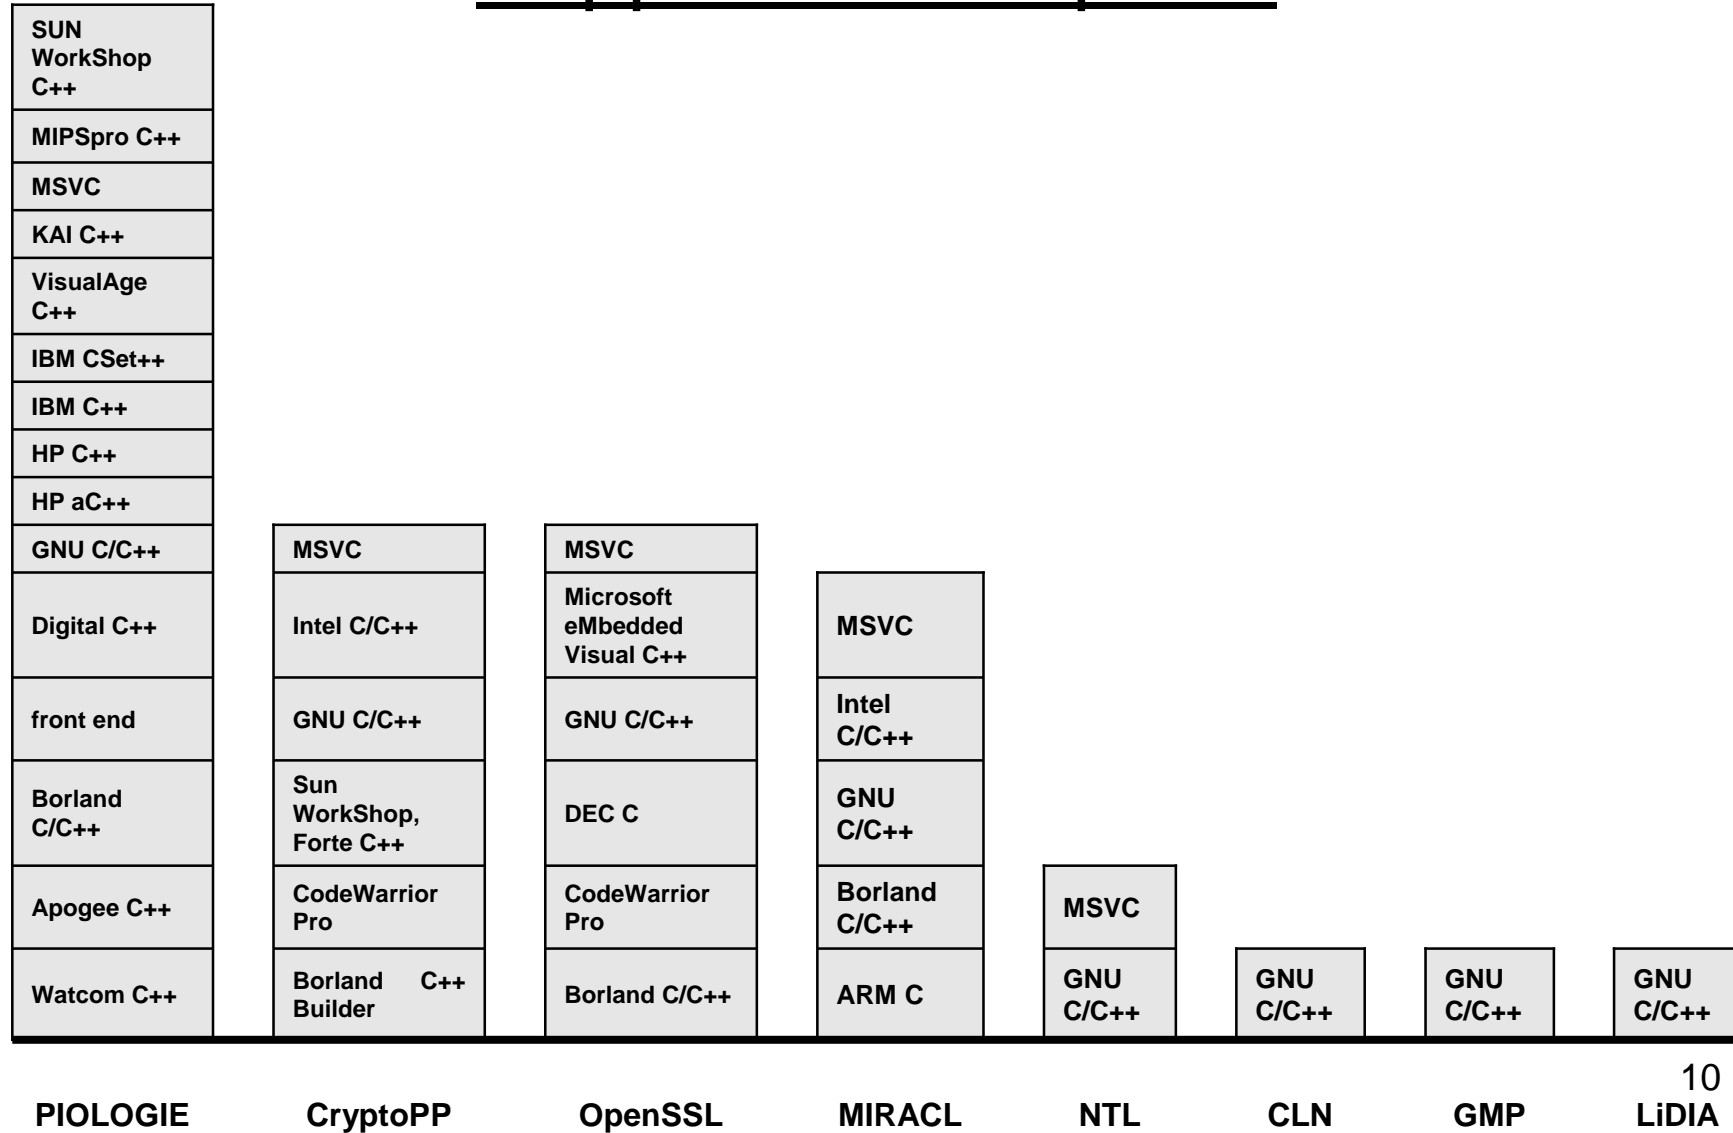 SUN
WorkShop
C++
MIPSpro C++
MSVC
KAI C++
VisualAge
C++
IBM CSet++
IBM C++
HP C++
HP aC++
GNU C/C++
Digital C++
front end
Borland
C/C++
Apogee C++
Watcom C++
PIOLOGIE
MSVC
Intel C/C++
GNU C/C++
Sun
WorkShop,
Forte C++
CodeWarrior
Pro
Borland C++
Builder
CryptoPP
MSVC
Microsoft
eMbedded
Visual C++
GNU C/C++
DEC C
CodeWarrior
Pro
Borland C/C++
OpenSSL
MSVC
Intel
C/C++
GNU
C/C++
Borland
C/C++
ARM C
MIRACL
MSVC
GNU
C/C++
NTL
GNU
C/C++
CLN
GNU
C/C++
GMP
GNU
C/C++
10
LiDIA